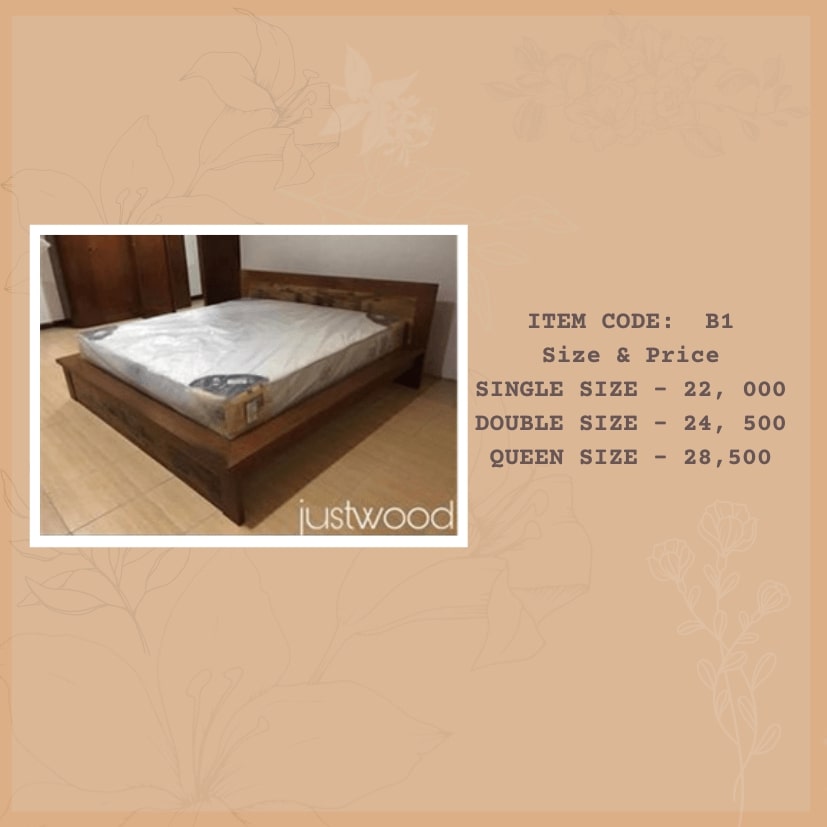 ITEM CODE:  B1
Size & Price
SINGLE SIZE - 22, 000
DOUBLE SIZE - 24, 500
QUEEN SIZE - 28,500
justwood